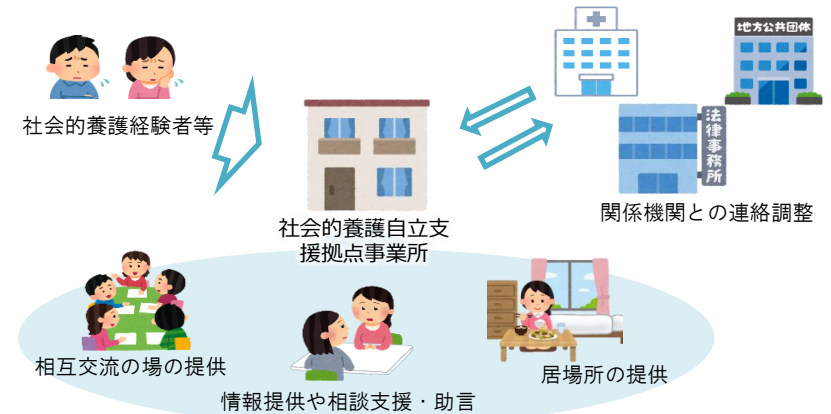 地方公共団体
社会的養護経験者等
法律事務所
関係機関との連絡調整
社会的養護自立支
援拠点事業所
相互交流の場の提供
情報提供や相談支援・助言
居場所の提供